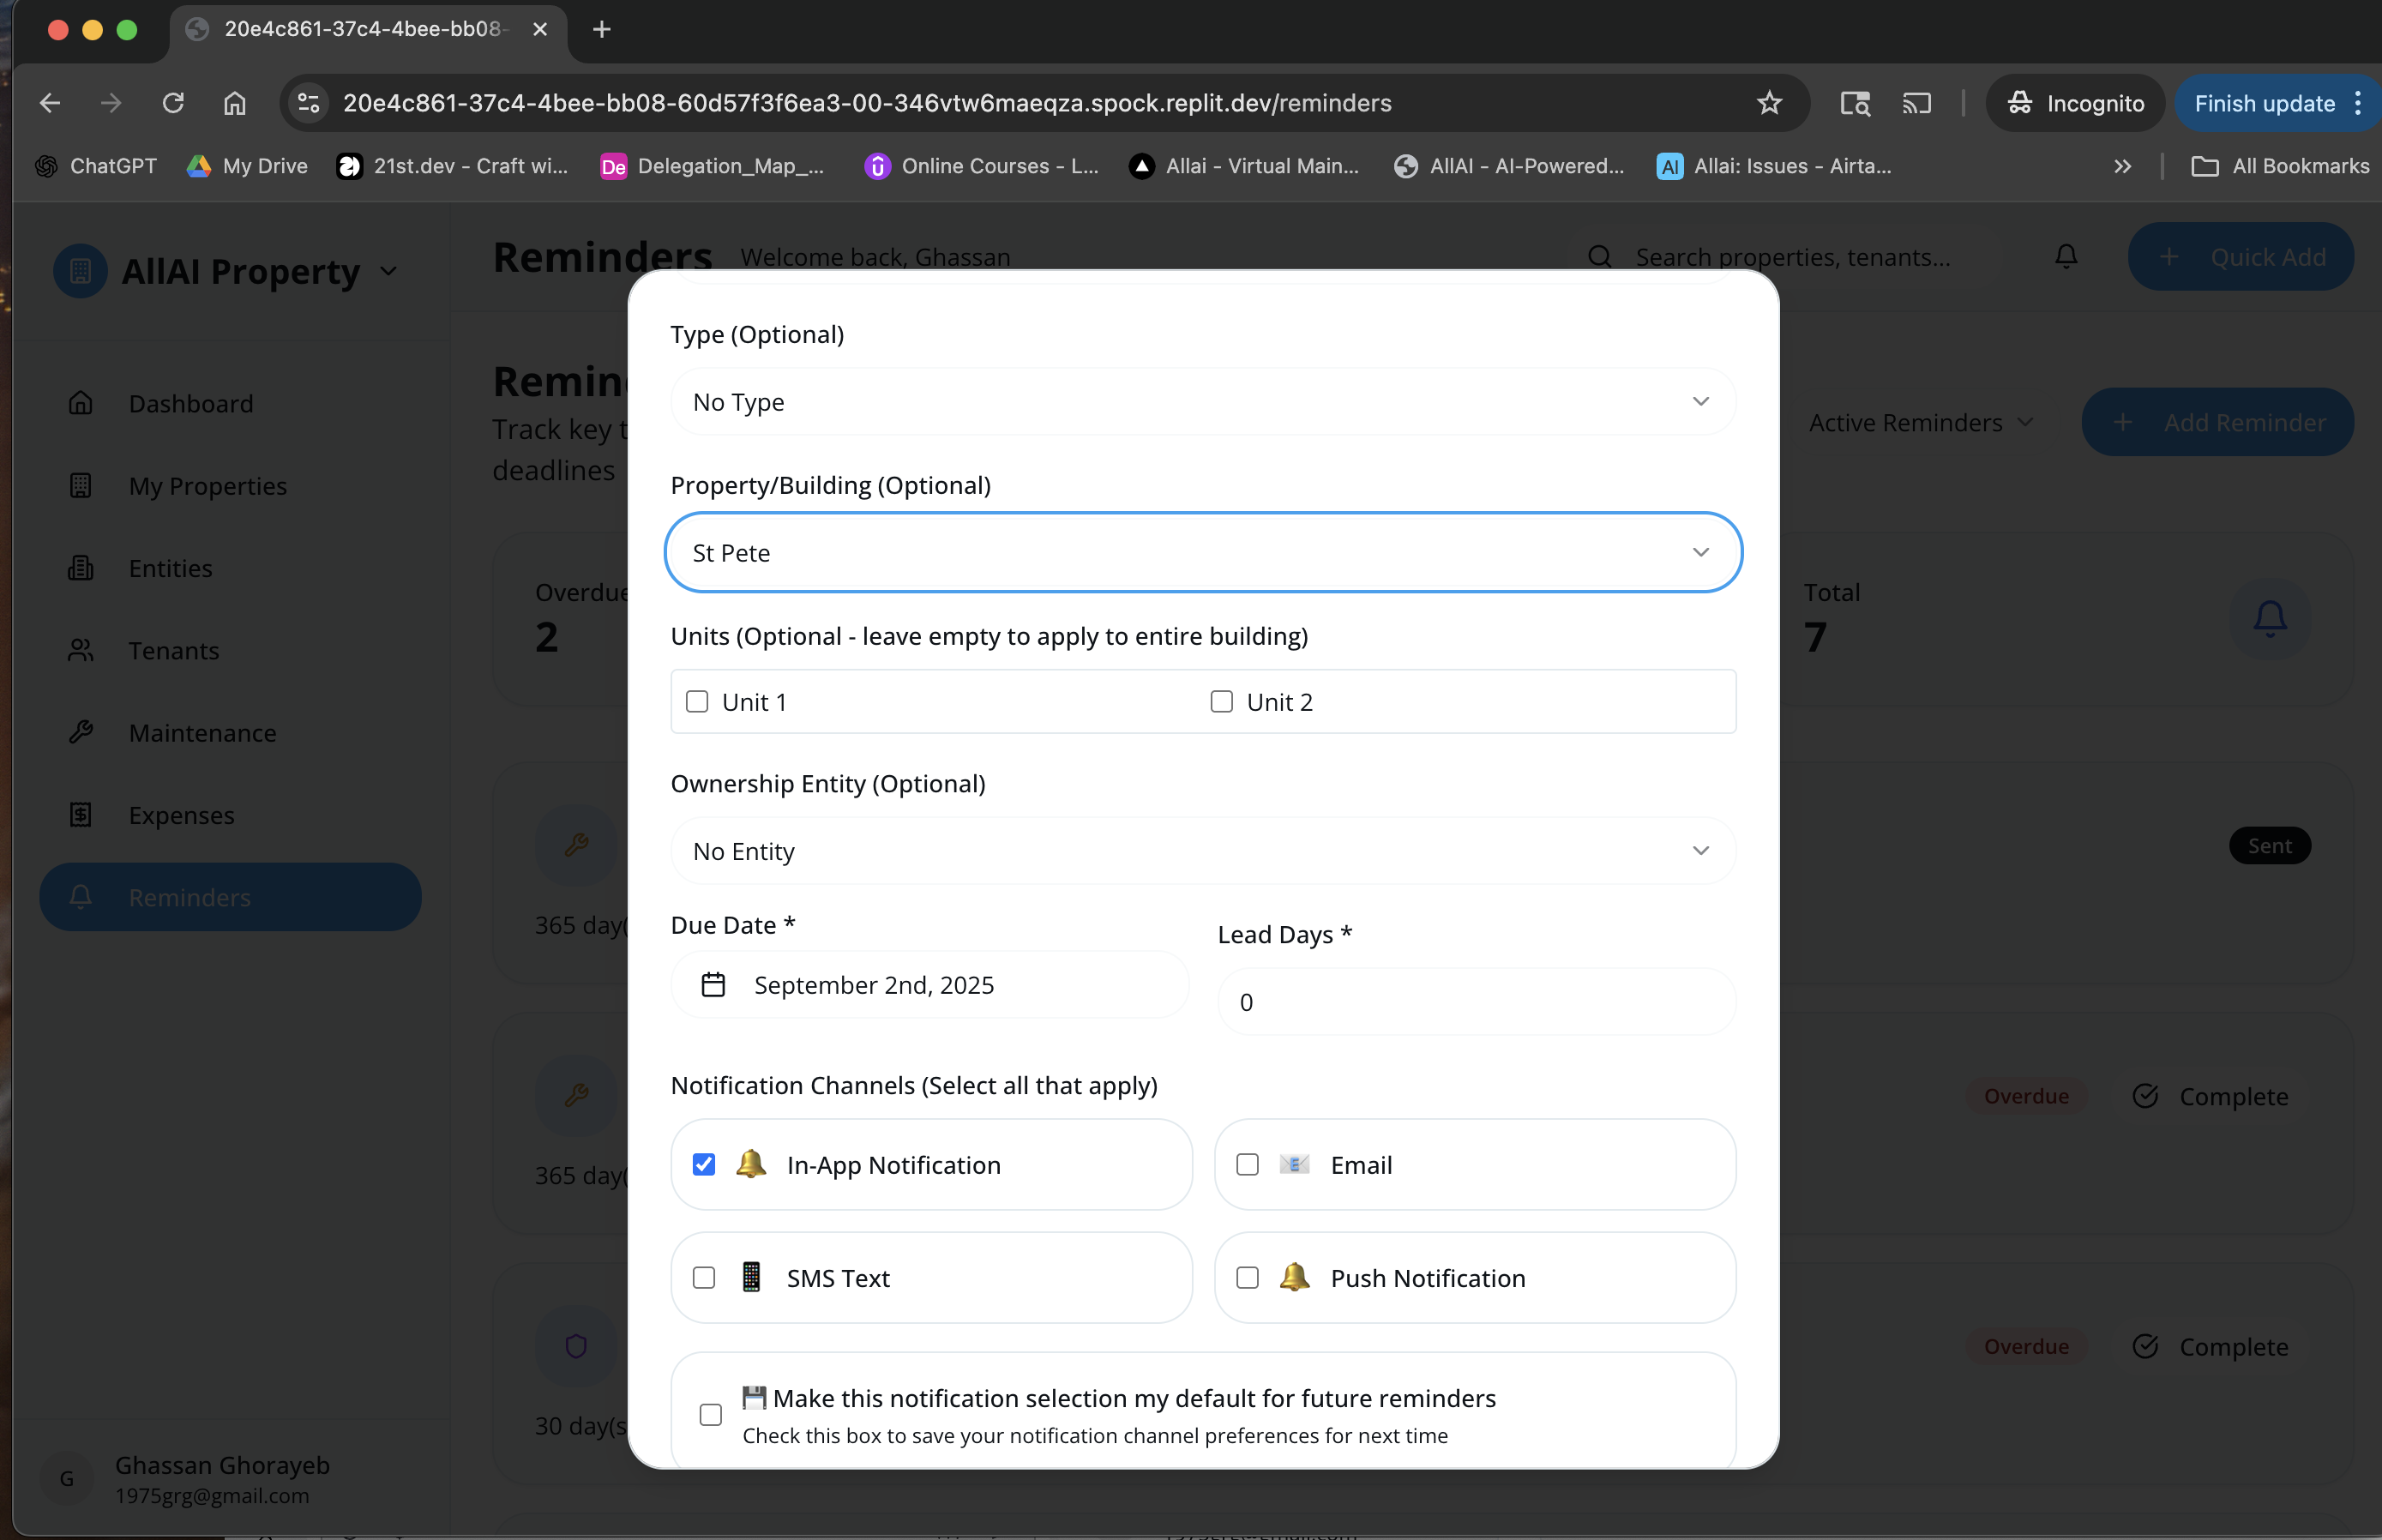 20e4c861-37c4-4bee-bb08-
20e4c861-37c4-4bee-bb08-60d57f3f6ea3-00-346vtw6maeqza.spock.replit.dev/reminders
Incognito
Finish update
ChatGPT
My Drive
21st.dev - Craft wi...
De
Delegation_Map_...
Online Courses - L...
Allai - Virtual Main...
AllAI - AI-Powered...
AI
Allai: Issues - Airta...
All Bookmarks
AllAI Property
Reminders
Welcome back, Ghassan
Search properties, tenants...
Quick Add
Dashboard
My Properties
Entities
Tenants
Maintenance
Expenses
Reminders
Ghassan Ghorayeb
G
1975grg@gmail.com
Track key
deadlines
Active Reminders
Add Reminder
Overdue
2
Total
7
365 day(
Sent
365 day(
Overdue
Complete
30 day(s
Overdue
Complete
Type (Optional)
No Type
Property/Building (Optional)
St Pete
Units (Optional - leave empty to apply to entire building)
Unit 1
Unit 2
Ownership Entity (Optional)
No Entity
Due Date *
September 2nd, 2025
Lead Days *
0
Notification Channels (Select all that apply)
In-App Notification
Email
SMS Text
Push Notification
Make this notification selection my default for future reminders
Check this box to save your notification channel preferences for next time